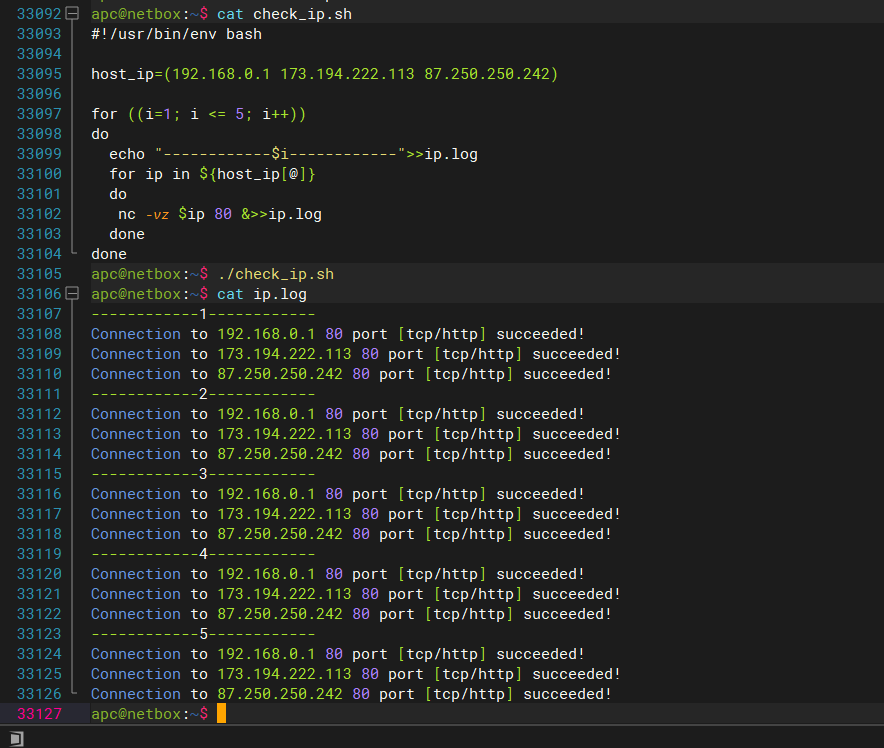 33092 apc@netbox:~$ cat check_ip.sh
33093 #!/usr/bin/env bash
33094
33095 host_ip=(192.168.0.1 173.194.222.113 87.250.250.242)
33096
33097 for ((i=1; i <= 5; i++))
33098 do
33099   echo "------------$i------------">>ip.log
33100   for ip in ${host_ip[@]}
33101   do
33102    nc -vz $ip 80 &>>ip.log
33103   done
33104 done
33105 apc@netbox:~$ ./check_ip.sh
33106 apc@netbox:~$ cat ip.log
33107 ------------1------------
33108 Connection to 192.168.0.1 80 port [tcp/http] succeeded!
33109 Connection to 173.194.222.113 80 port [tcp/http] succeeded!
33110 Connection to 87.250.250.242 80 port [tcp/http] succeeded!
33111 ------------2------------
33112 Connection to 192.168.0.1 80 port [tcp/http] succeeded!
33113 Connection to 173.194.222.113 80 port [tcp/http] succeeded!
33114 Connection to 87.250.250.242 80 port [tcp/http] succeeded!
33115 ------------3------------
33116 Connection to 192.168.0.1 80 port [tcp/http] succeeded!
33117 Connection to 173.194.222.113 80 port [tcp/http] succeeded!
33118 Connection to 87.250.250.242 80 port [tcp/http] succeeded!
33119 ------------4------------
33120 Connection to 192.168.0.1 80 port [tcp/http] succeeded!
33121 Connection to 173.194.222.113 80 port [tcp/http] succeeded!
33122 Connection to 87.250.250.242 80 port [tcp/http] succeeded!
33123 ------------5------------
33124 Connection to 192.168.0.1 80 port [tcp/http] succeeded!
33125 Connection to 173.194.222.113 80 port [tcp/http] succeeded!
33126 Connection to 87.250.250.242 80 port [tcp/http] succeeded!
33127 apc@netbox:~$